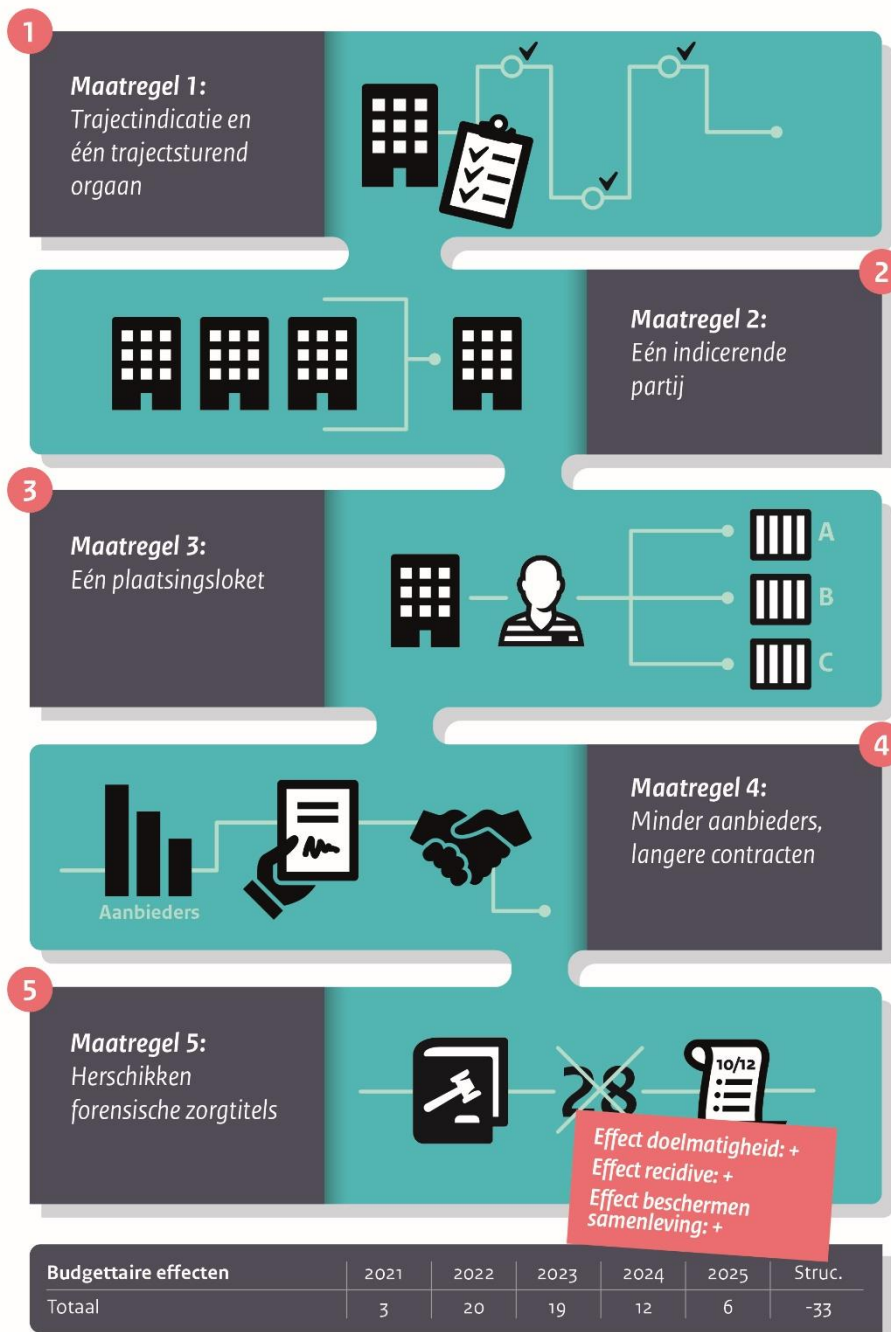 1
Maatregel 1:
Trajectindicatie en
één trajectsturend
orgaan
2
Maatregel 2:
Eén indicerende
partij
3
Maatregel 3:
Eén plaatsingsloket
A
B
C
4
Maatregel 4:
Minder aanbieders,
langere contracten
Aanbieders
5
Maatregel 5:
Herschikken
forensische zorgtitels
28
10/12
Effect doelmatigheid: +
Effect recidive: +
Effect beschermen
samenleving: +
Budgettaire effecten 2021 2022 2023 2024 2025 Struc.
Totaal 3 20 19 12 6 -33